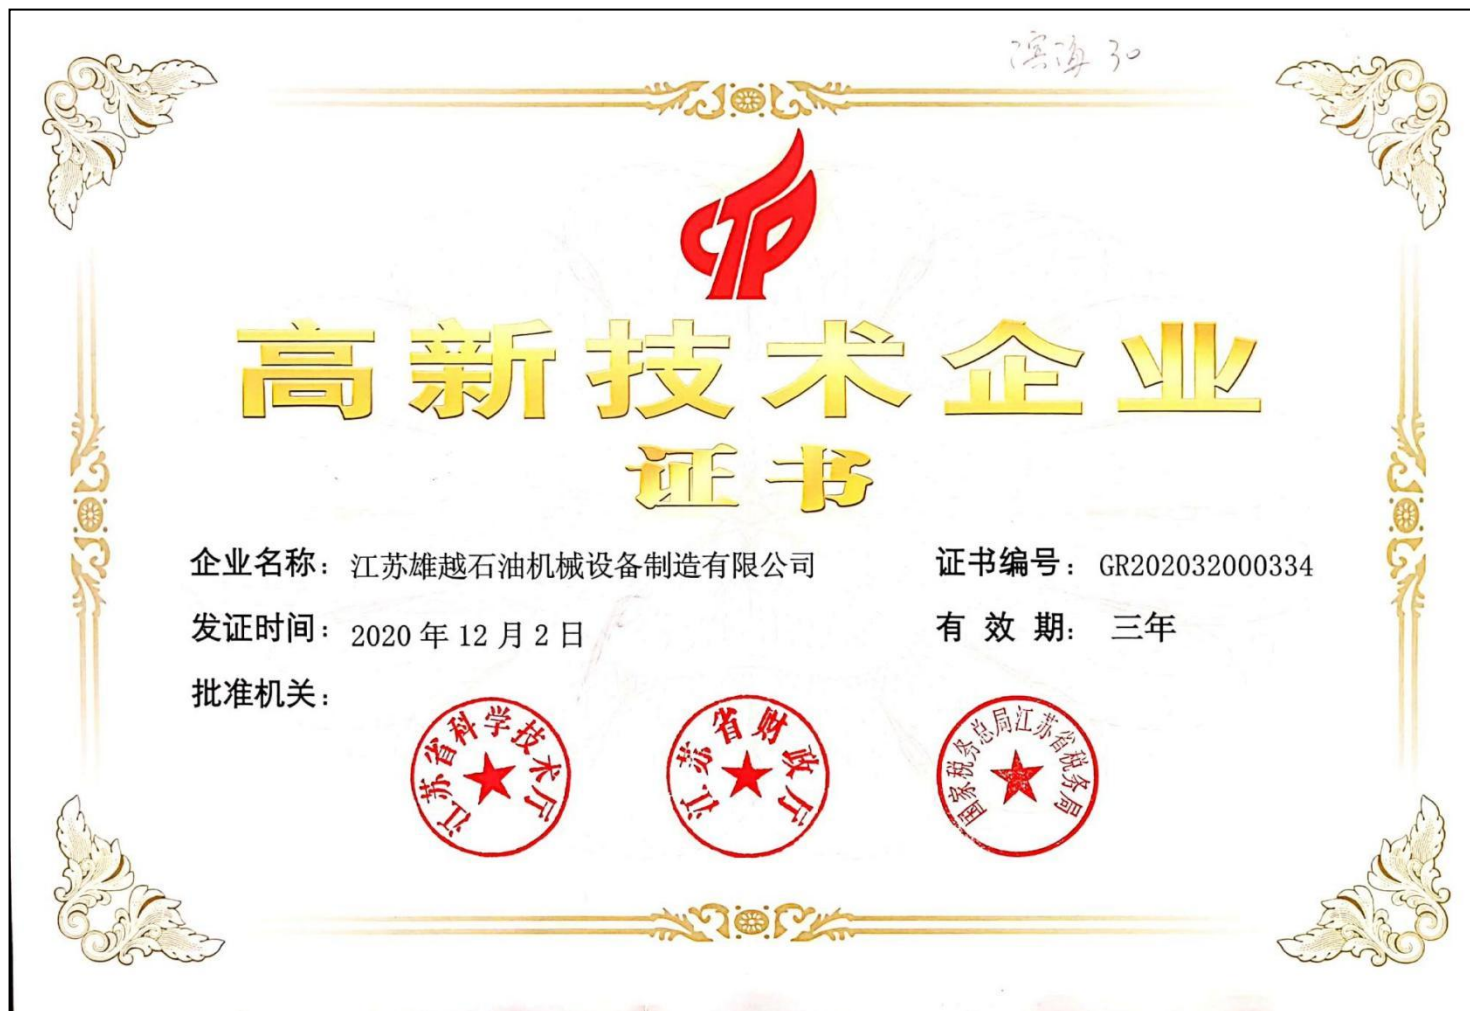 滨海 30
CTP
高新技术企业
证书
企业名称：江苏雄越石油机械设备制造有限公司
证书编号：GR202032000334
发证时间：2020年12月2日
有效期：三年
批准机关：
江苏省科学技术厅
江苏省财政厅
国家税务总局江苏省税务局